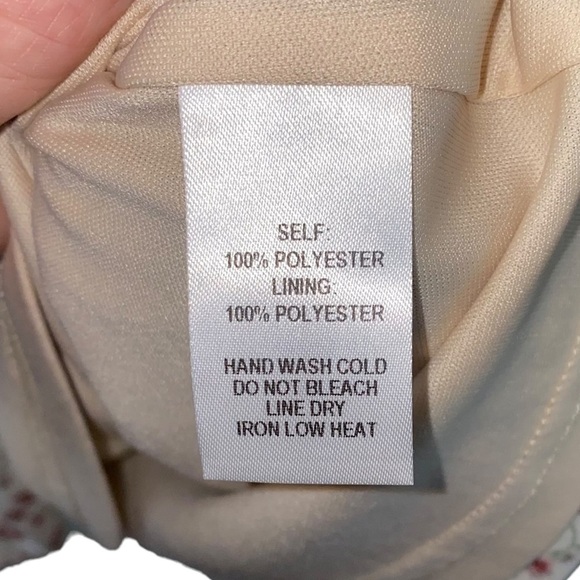 SELF:
100% POLYESTER
LINING:
100% POLYESTER
HAND WASH COLD
DO NOT BLEACH
LINE DRY
IRON LOW HEAT